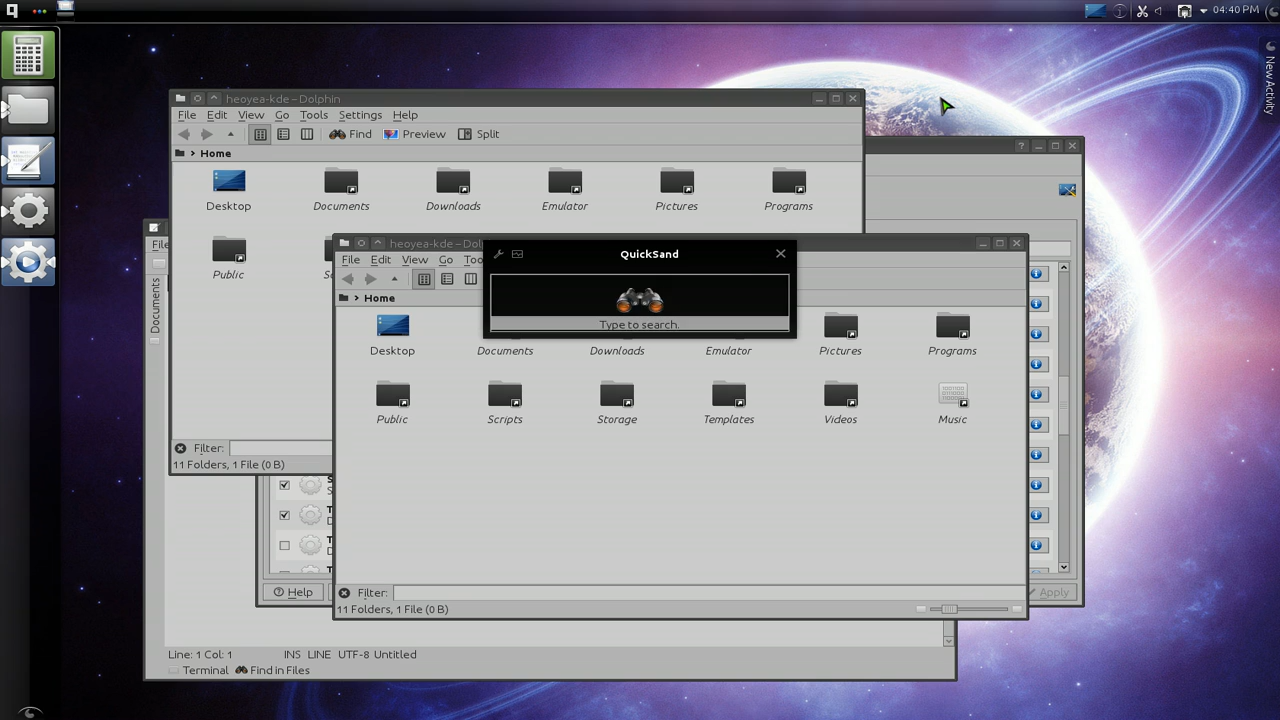 04:40 PM
New Activity
heoyea-kde – Dolphin
File Edit View Go Tools Settings Help
Find Preview Split
Home
Desktop Documents Downloads Emulator Pictures Programs
Public
Filter:
11 Folders, 1 File (0 B)
File
Documents
heoyea-kde – Dol
File Edit View Go
Home
QuickSand
Type to search.
Desktop Documents Downloads Emulator Pictures Programs
Public Scripts Storage Templates Videos Music
Filter:
11 Folders, 1 File (0 B)
Help
Apply
Line: 1 Col: 1 INS LINE UTF-8 Untitled
Terminal Find in Files